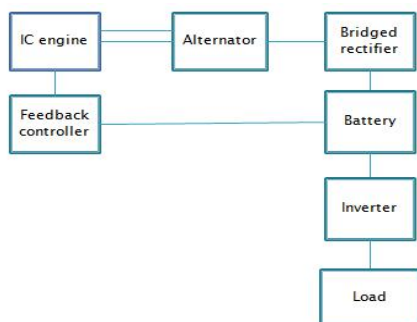 IC engine
Alternator
Bridged
rectifier
Feedback
controller
Battery
Inverter
Load